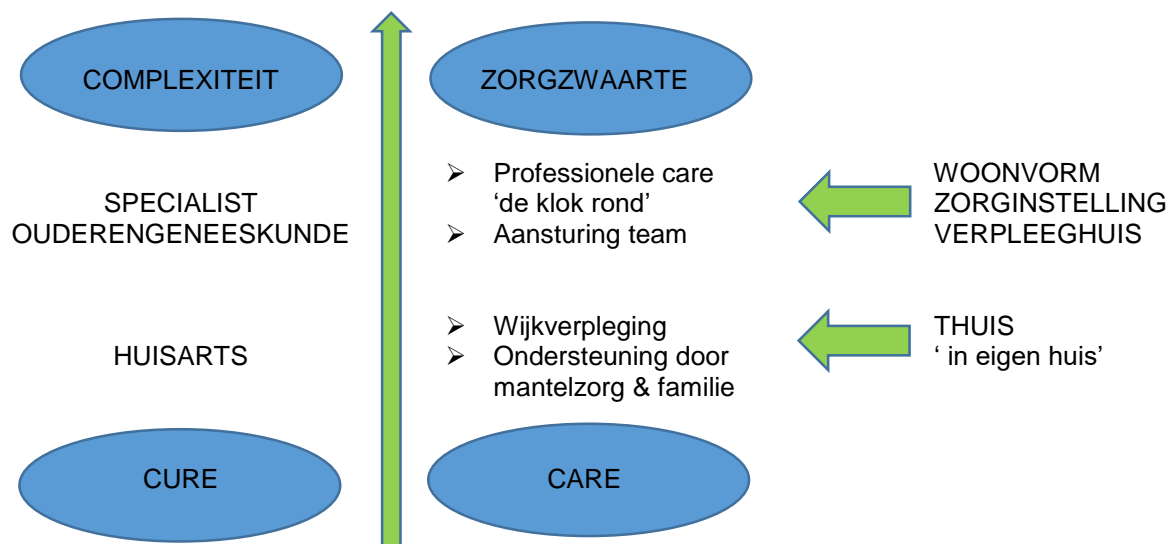 COMPLEXITEIT
ZORGZWAARTE
SPECIALIST
OUDERENGENEESKUNDE
➢ Professionele care
‘de klok rond’
➢ Aansturing team
WOONVORM
ZORGINSTELLING
VERPLEEGHUIS
HUISARTS
➢ Wijkverpleging
➢ Ondersteuning door
mantelzorg & familie
THUIS
‘ in eigen huis’
CURE
CARE